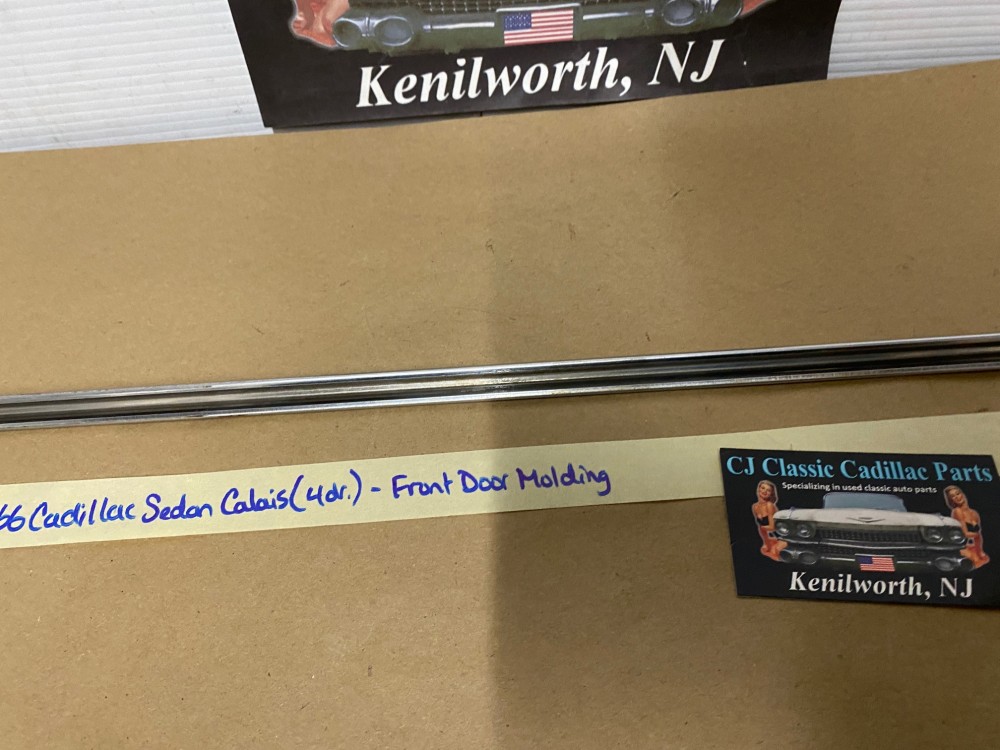 Kenilworth, NJ
66 Cadillac Sedan Calais (4dr.) - Front Door Molding
CJ Classic Cadillac Parts
Specializing in used classic auto parts
Kenilworth, NJ